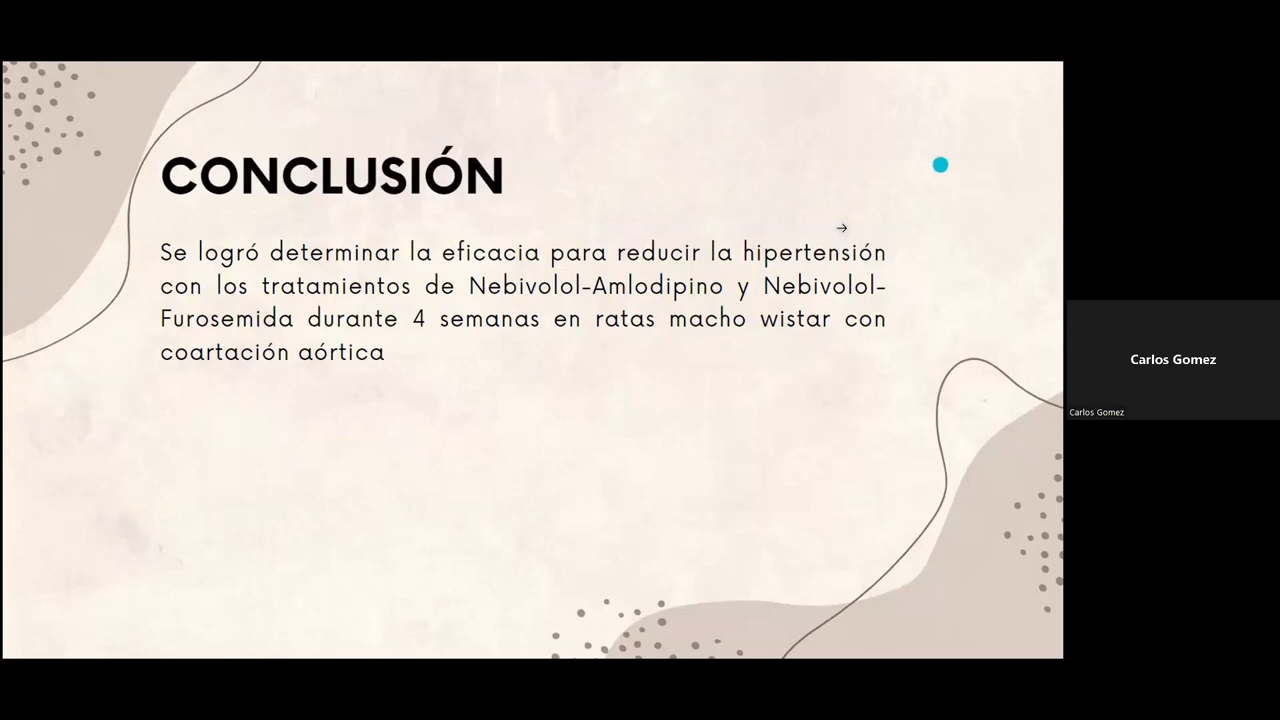 CONCLUSIÓN
Se logró determinar la eficacia para reducir la hipertensión
con los tratamientos de Nebivolol-Amlodipino y Nebivolol-
Furosemida durante 4 semanas en ratas macho wistar con
coartación aórtica
Carlos Gomez
Carlos Gomez